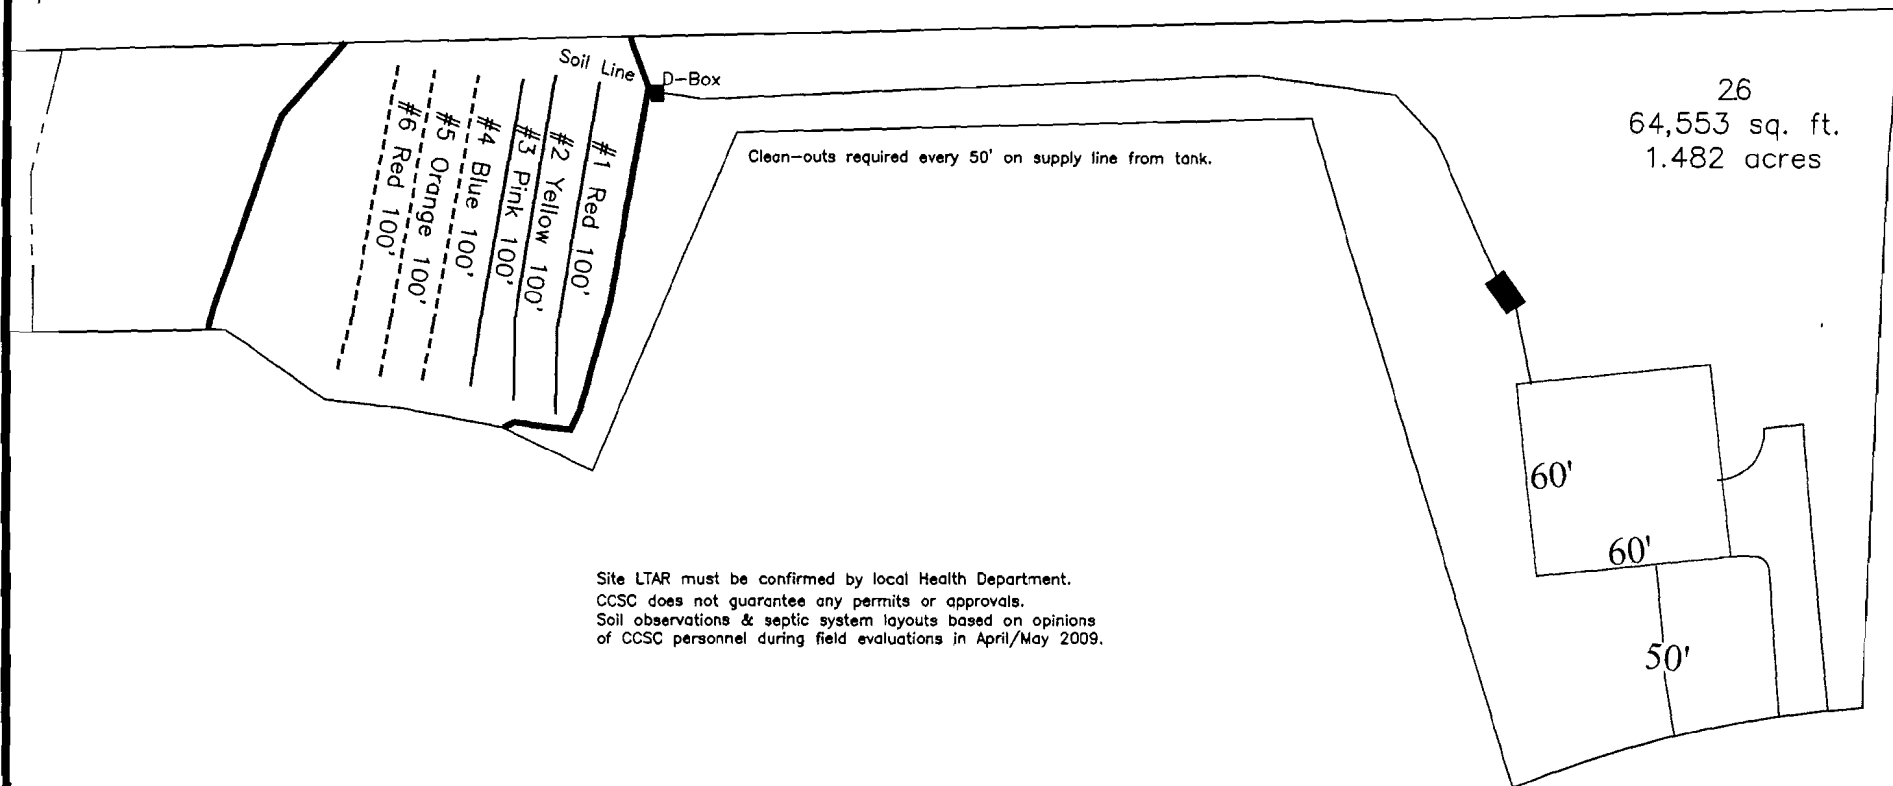 Soil Line
D-Box
#1 Red 100'
#2 Yellow 100'
#3 Pink 100'
#4 Blue 100'
#5 Orange 100'
#6 Red 100'
Clean-outs required every 50' on supply line from tank.
26
64,553 sq. ft.
1.482 acres
60'
60'
50'
Site LTAR must be confirmed by local Health Department.
CCSC does not guarantee any permits or approvals.
Soil observations & septic system layouts based on opinions
of CCSC personnel during field evaluations in April/May 2009.